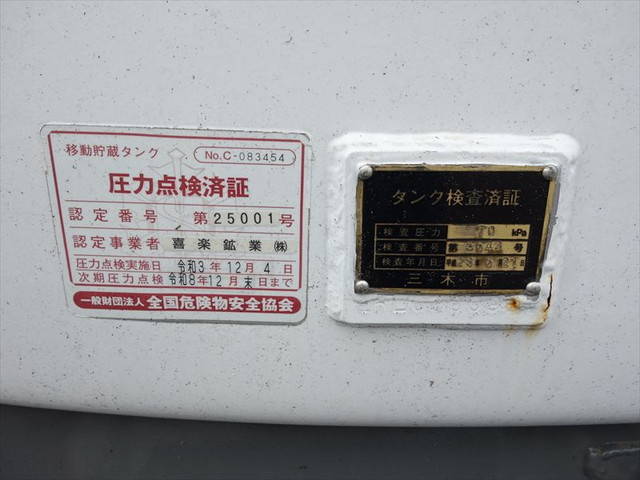 移動貯蔵タンク
No.C-083454
圧力点検済証
認定番号 第25001号
認定事業者 喜楽鉱業㈱
圧力点検実施日 令和3年12月4日
次期圧力点検 令和8年12月末日まで
一般財団法人 全国危険物安全協会
タンク検査済証
検査圧力 70 kPa
検査番号 第 号
検査年月日
三木市